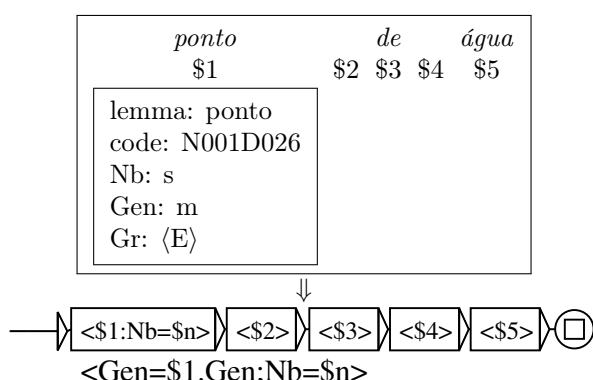 ponto de água
$1 $2 $3 $4 $5
lemma: ponto
code: N001D026
Nb: s
Gen: m
Gr: ⟨E⟩
⇓
<$1:Nb=$n> <$2> <$3> <$4> <$5>
<Gen=$1.Gen;Nb=$n>